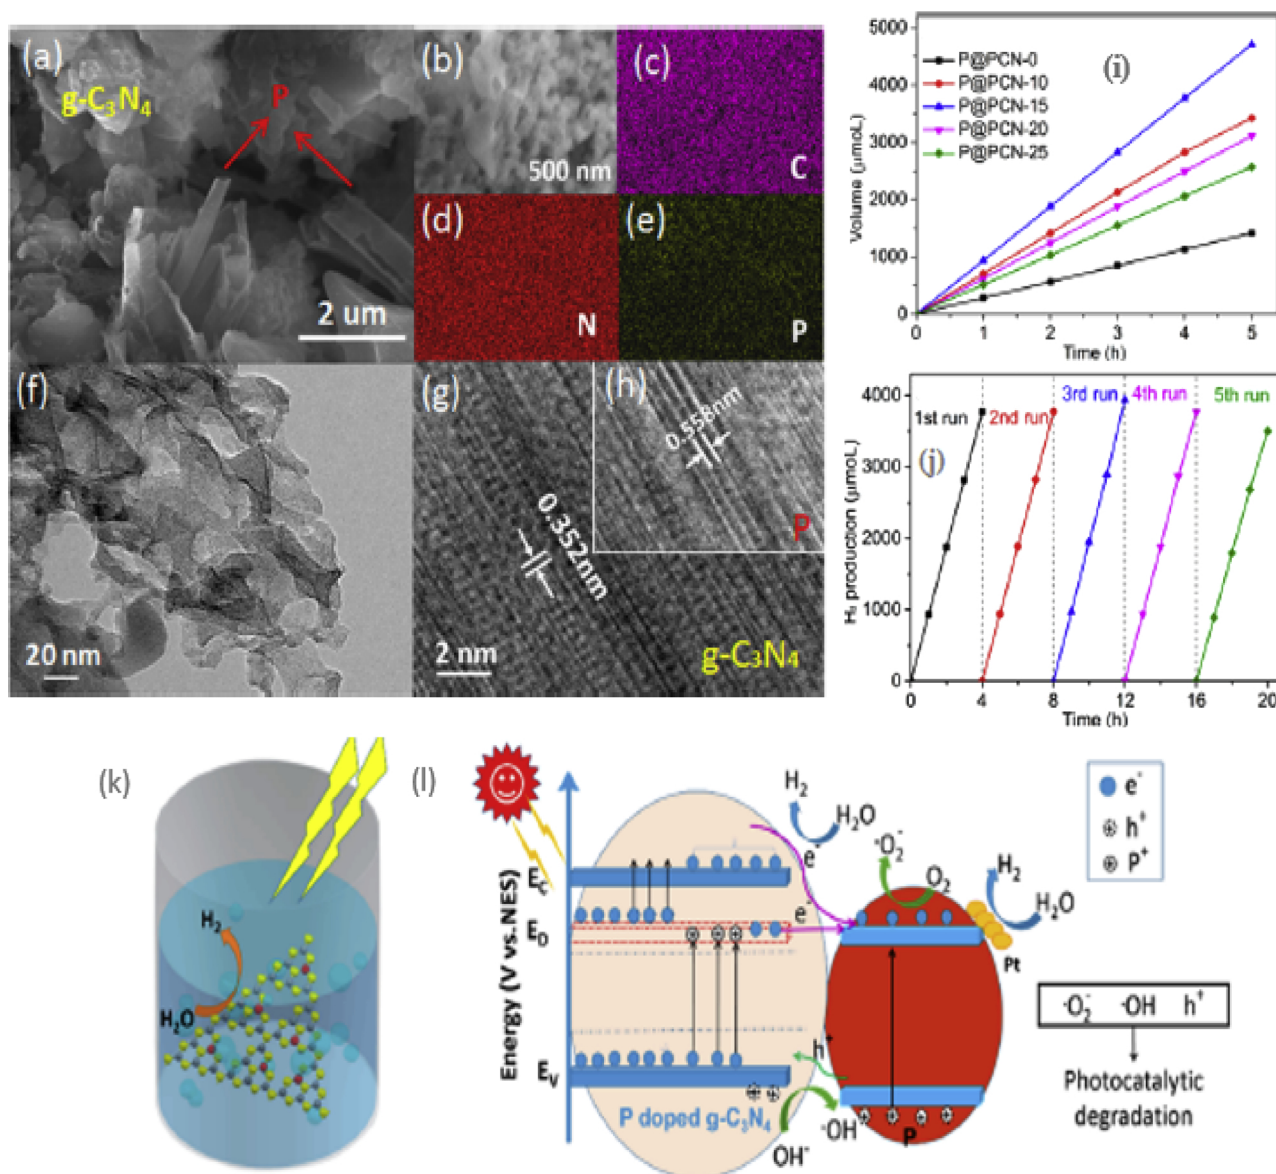 (a)
g-C₃N₄
P
2 um
(b)
500 nm
(c)
C
(d)
N
(e)
P
(f)
20 nm
(g)
0.352nm
2 nm
g-C₃N₄
(h)
0.558nm
P
(i)
5000
4000
3000
2000
1000
0
Volume (μmoL)
P@PCN-0
P@PCN-10
P@PCN-15
P@PCN-20
P@PCN-25
0 1 2 3 4 5
Time (h)
(j)
4000
3000
2000
1000
0
H₂ production (μmoL)
1st run
2nd run
3rd run
4th run
5th run
0 4 8 12 16 20
Time (h)
(k)
H₂
H₂O
(l)
Energy (V vs.NES)
E_C
E_D
E_V
P doped g-C₃N₄
H₂
H₂O
e⁻
e⁻
·O₂⁻
O₂
H₂
H₂O
Pt
h⁺
·OH
OH⁻
P
e⁻
h⁺
P⁺
·O₂⁻ ·OH h⁺
Photocatalytic
degradation